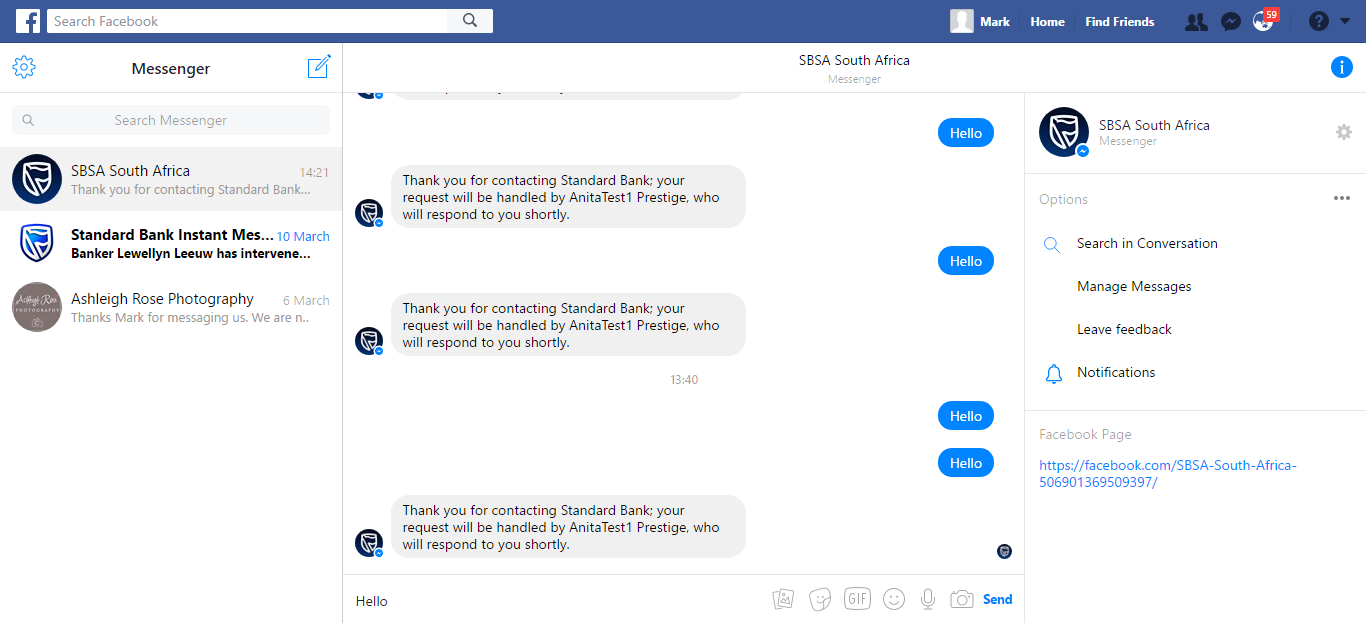 Search Facebook
Mark
Home
Find Friends
59
Messenger
SBSA South Africa
Messenger
Search Messenger
SBSA South Africa
14:21
Thank you for contacting Standard Bank...
Standard Bank Instant Mes...
10 March
Banker Lewellyn Leeuw has intervene...
Ashleigh Rose Photography
6 March
Thanks Mark for messaging us. We are n..
Hello
Thank you for contacting Standard Bank; your
request will be handled by AnitaTest1 Prestige, who
will respond to you shortly.
Hello
Thank you for contacting Standard Bank; your
request will be handled by AnitaTest1 Prestige, who
will respond to you shortly.
13:40
Hello
Hello
Thank you for contacting Standard Bank; your
request will be handled by AnitaTest1 Prestige, who
will respond to you shortly.
Hello
GIF
Send
SBSA South Africa
Messenger
Options
Search in Conversation
Manage Messages
Leave feedback
Notifications
Facebook Page
https://facebook.com/SBSA-South-Africa-
506901369509397/